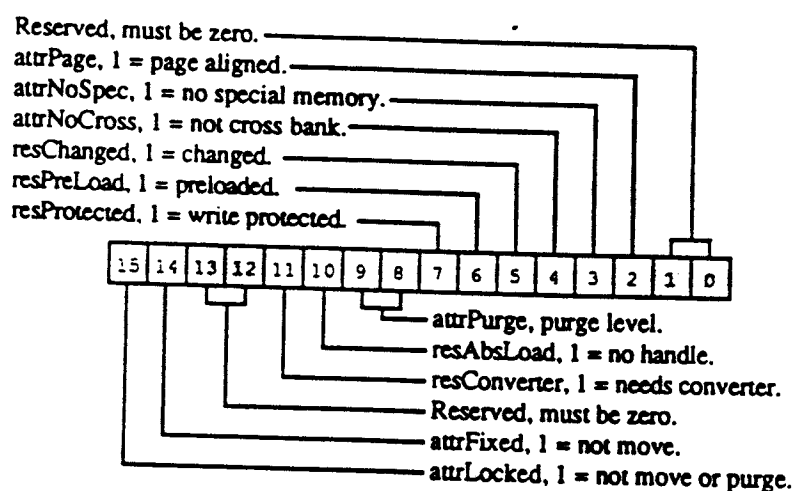 Reserved, must be zero.
attrPage, 1 = page aligned.
attrNoSpec, 1 = no special memory.
attrNoCross, 1 = not cross bank.
resChanged, 1 = changed.
resPreLoad, 1 = preloaded.
resProtected, 1 = write protected.
15 14 13 12 11 10 9 8 7 6 5 4 3 2 1 0
attrPurge, purge level.
resAbsLoad, 1 = no handle.
resConverter, 1 = needs converter.
Reserved, must be zero.
attrFixed, 1 = not move.
attrLocked, 1 = not move or purge.